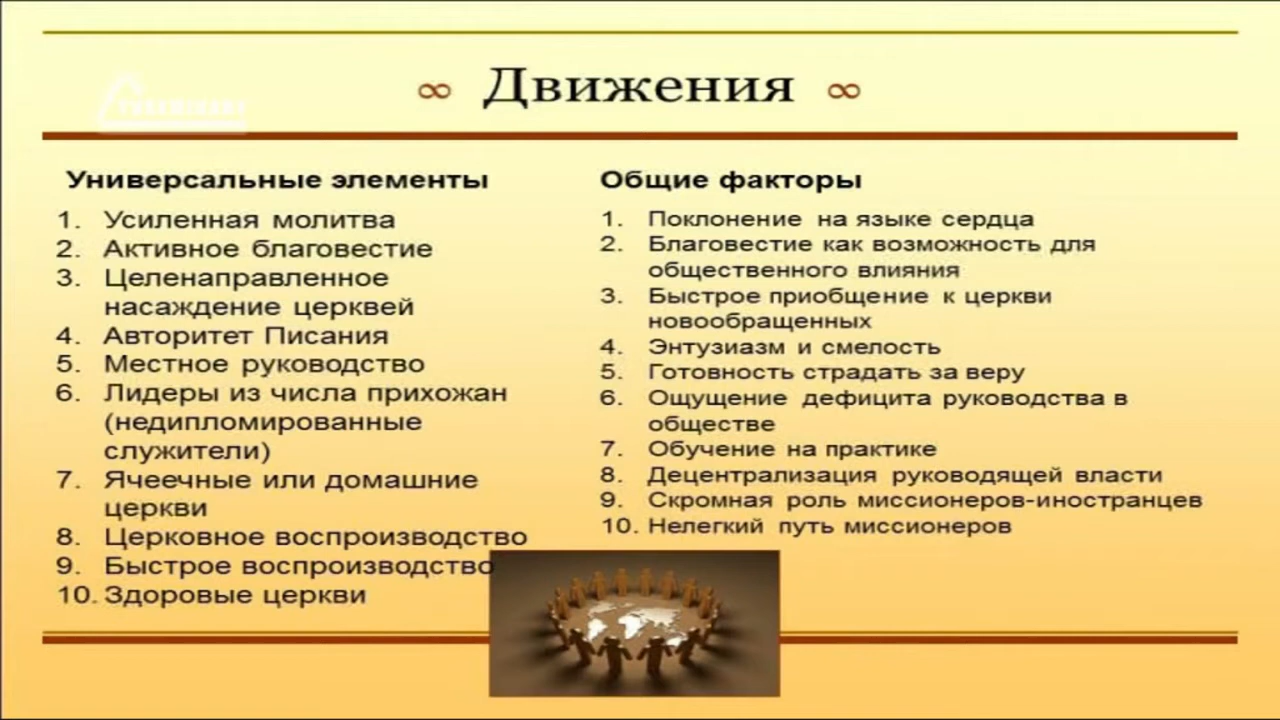 Движения
Универсальные элементы
1. Усиленная молитва
2. Активное благовестие
3. Целенаправленное
насаждение церквей
4. Авторитет Писания
5. Местное руководство
6. Лидеры из числа прихожан
(недипломированные
служители)
7. Ячеечные или домашние
церкви
8. Церковное воспроизводство
9. Быстрое воспроизводство
10. Здоровые церкви
Общие факторы
1. Поклонение на языке сердца
2. Благовестие как возможность для
общественного влияния
3. Быстрое приобщение к церкви
новообращенных
4. Энтузиазм и смелость
5. Готовность страдать за веру
6. Ощущение дефицита руководства в
обществе
7. Обучение на практике
8. Децентрализация руководящей власти
9. Скромная роль миссионеров-иностранцев
10. Нелегкий путь миссионеров